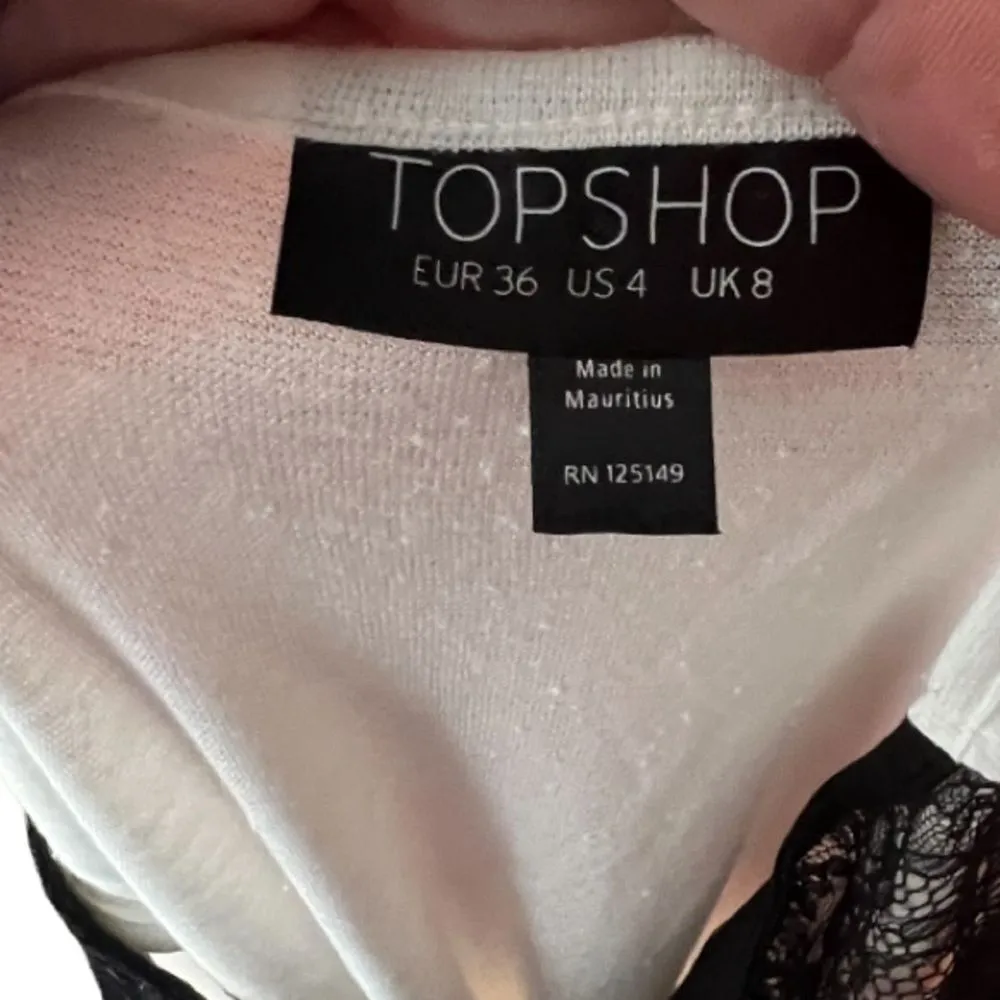 TOPSHOP
EUR 36 US 4 UK 8
Made in
Mauritius
RN 125149